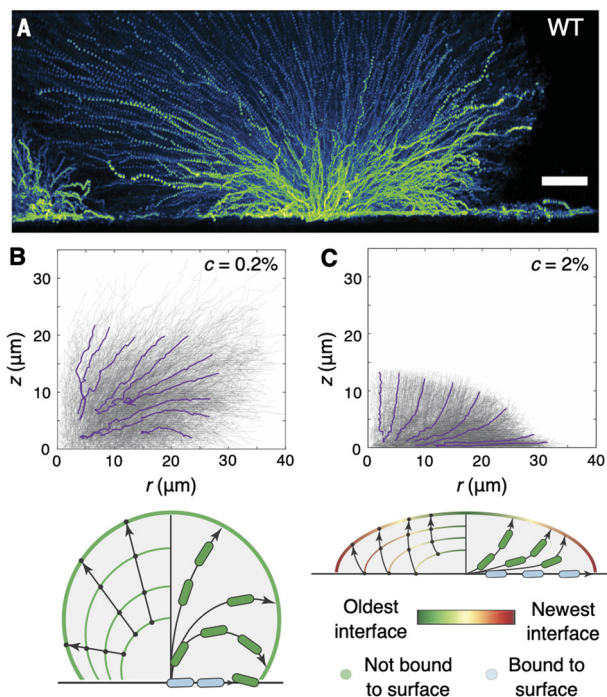 A
WT
B
c = 0.2%
30
20
10
0
z (μm)
0
10
20
30
40
r (μm)
C
c = 2%
30
20
10
0
z (μm)
0
10
20
30
40
r (μm)
Oldest
interface
Newest
interface
Not bound
to surface
Bound to
surface